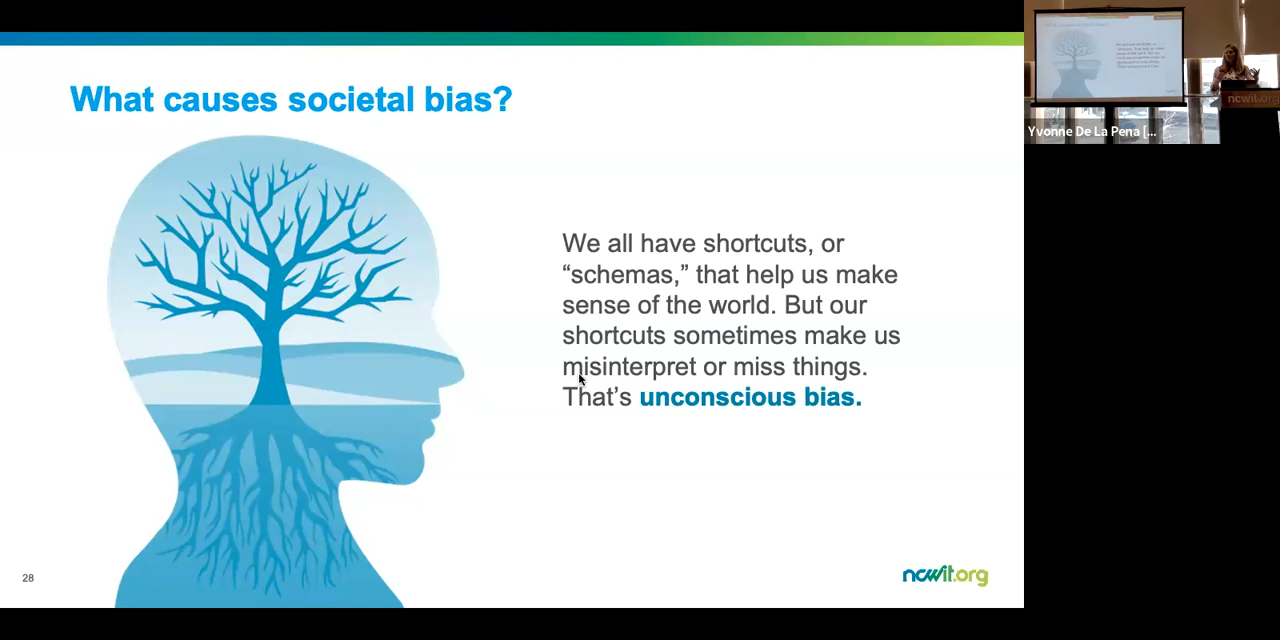 What causes societal bias?
We all have shortcuts, or
“schemas,” that help us make
sense of the world. But our
shortcuts sometimes make us
misinterpret or miss things.
That’s unconscious bias.
28
ncwit.org
ncwit.org
Yvonne De La Pena [...